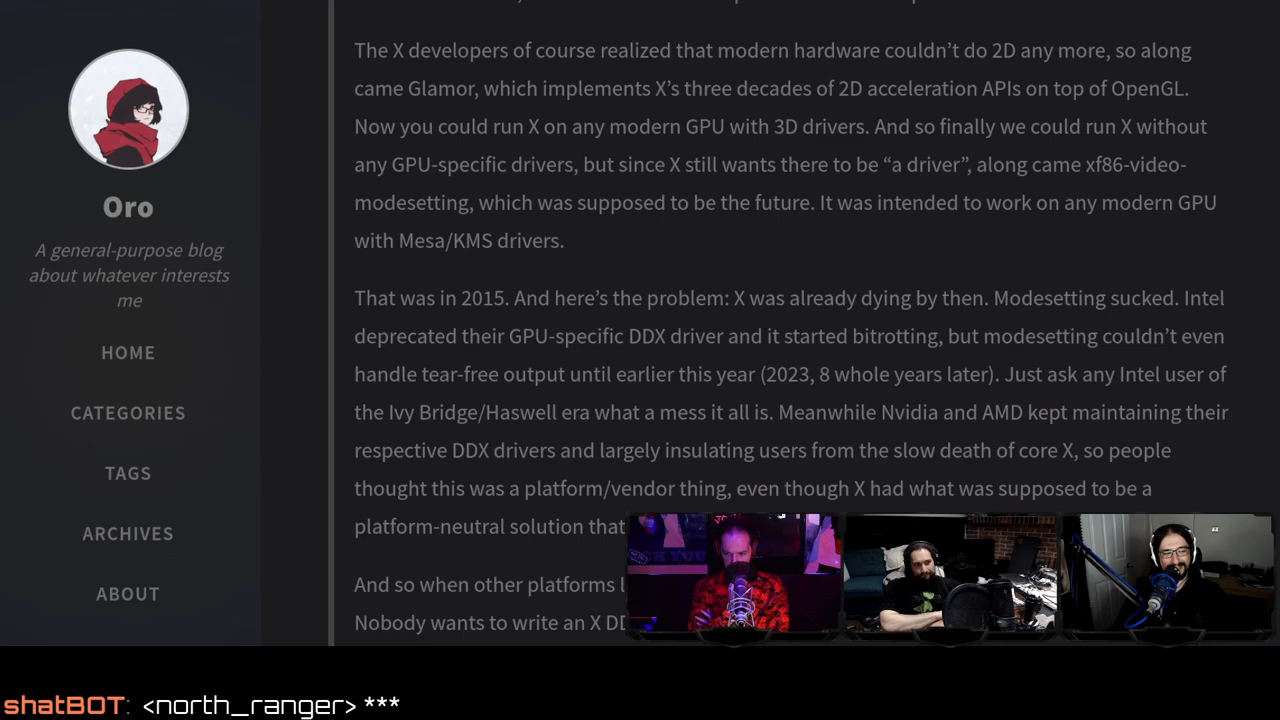 Oro
A general-purpose blog
about whatever interests
me
HOME
CATEGORIES
TAGS
ARCHIVES
ABOUT
The X developers of course realized that modern hardware couldn’t do 2D any more, so along
came Glamor, which implements X’s three decades of 2D acceleration APIs on top of OpenGL.
Now you could run X on any modern GPU with 3D drivers. And so finally we could run X without
any GPU-specific drivers, but since X still wants there to be “a driver”, along came xf86-video-
modesetting, which was supposed to be the future. It was intended to work on any modern GPU
with Mesa/KMS drivers.
That was in 2015. And here’s the problem: X was already dying by then. Modesetting sucked. Intel
deprecated their GPU-specific DDX driver and it started bitrotting, but modesetting couldn’t even
handle tear-free output until earlier this year (2023, 8 whole years later). Just ask any Intel user of
the Ivy Bridge/Haswell era what a mess it all is. Meanwhile Nvidia and AMD kept maintaining their
respective DDX drivers and largely insulating users from the slow death of core X, so people
thought this was a platform/vendor thing, even though X had what was supposed to be a
platform-neutral solution that
And so when other platforms
Nobody wants to write an X
shatBOT: <north_ranger> ***